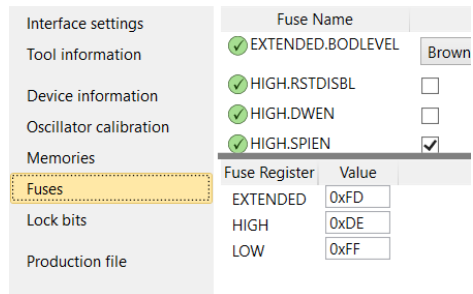 Interface settings
Tool information
Device information
Oscillator calibration
Memories
Fuses
Lock bits
Production file
Fuse Name
EXTENDED.BODLEVEL
Brown
HIGH.RSTDISBL
HIGH.DWEN
HIGH.SPIEN
Fuse Register Value
EXTENDED 0xFD
HIGH 0xDE
LOW 0xFF